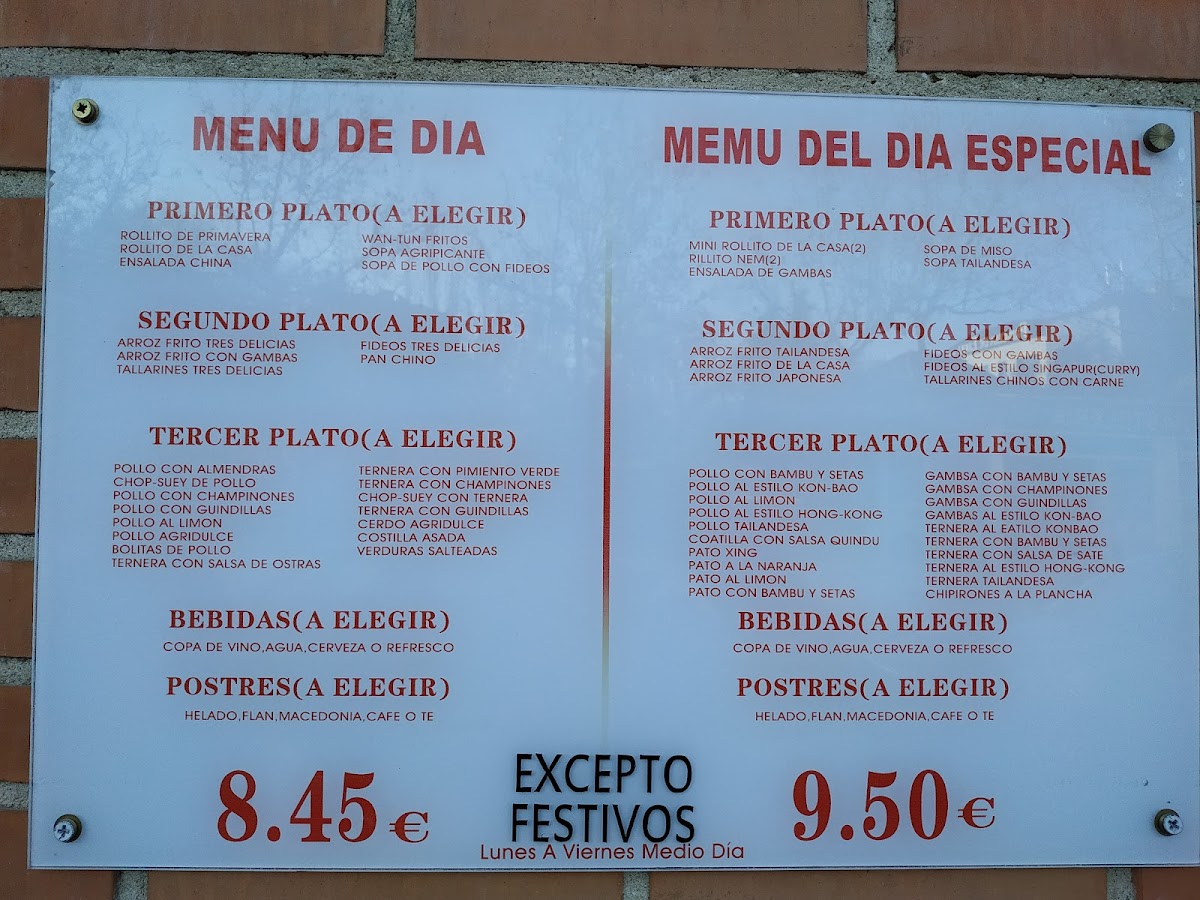 MENU DE DIA
PRIMERO PLATO(A ELEGIR)
ROLLITO DE PRIMAVERA
ROLLITO DE LA CASA
ENSALADA CHINA
WAN-TUN FRITOS
SOPA AGRIPICANTE
SOPA DE POLLO CON FIDEOS
SEGUNDO PLATO(A ELEGIR)
ARROZ FRITO TRES DELICIAS
ARROZ FRITO CON GAMBAS
TALLARINES TRES DELICIAS
FIDEOS TRES DELICIAS
PAN CHINO
TERCER PLATO(A ELEGIR)
POLLO CON ALMENDRAS
CHOP-SUEY DE POLLO
POLLO CON CHAMPINONES
POLLO CON GUINDILLAS
POLLO AL LIMON
POLLO AGRIDULCE
BOLITAS DE POLLO
TERNERA CON SALSA DE OSTRAS
TERNERA CON PIMIENTO VERDE
TERNERA CON CHAMPINONES
CHOP-SUEY CON TERNERA
TERNERA CON GUINDILLAS
CERDO AGRIDULCE
COSTILLA ASADA
VERDURAS SALTEADAS
BEBIDAS(A ELEGIR)
COPA DE VINO,AGUA,CERVEZA O REFRESCO
POSTRES(A ELEGIR)
HELADO,FLAN,MACEDONIA,CAFE O TE
8.45€
MEMU DEL DIA ESPECIAL
PRIMERO PLATO(A ELEGIR)
MINI ROLLITO DE LA CASA(2)
RILLITO NEM(2)
ENSALADA DE GAMBAS
SOPA DE MISO
SOPA TAILANDESA
SEGUNDO PLATO(A ELEGIR)
ARROZ FRITO TAILANDESA
ARROZ FRITO DE LA CASA
ARROZ FRITO JAPONESA
FIDEOS CON GAMBAS
FIDEOS AL ESTILO SINGAPUR(CURRY)
TALLARINES CHINOS CON CARNE
TERCER PLATO(A ELEGIR)
POLLO CON BAMBU Y SETAS
POLLO AL ESTILO KON-BAO
POLLO AL LIMON
POLLO AL ESTILO HONG-KONG
POLLO TAILANDESA
COATILLA CON SALSA QUINDU
PATO XING
PATO A LA NARANJA
PATO AL LIMON
PATO CON BAMBU Y SETAS
GAMBSA CON BAMBU Y SETAS
GAMBSA CON CHAMPINONES
GAMBSA CON GUINDILLAS
GAMBAS AL ESTILO KON-BAO
TERNERA AL EATILO KONBAO
TERNERA CON BAMBU Y SETAS
TERNERA CON SALSA DE SATE
TERNERA AL ESTILO HONG-KONG
TERNERA TAILANDESA
CHIPIRONES A LA PLANCHA
BEBIDAS(A ELEGIR)
COPA DE VINO,AGUA,CERVEZA O REFRESCO
POSTRES(A ELEGIR)
HELADO,FLAN,MACEDONIA,CAFE O TE
9.50€
EXCEPTO
FESTIVOS
Lunes A Viernes Medio Día